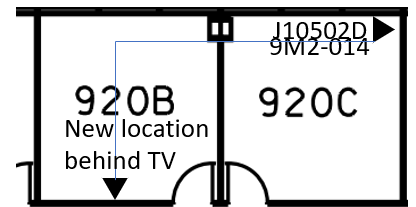 J10502D
9M2-014
920B
920C
New location
behind TV